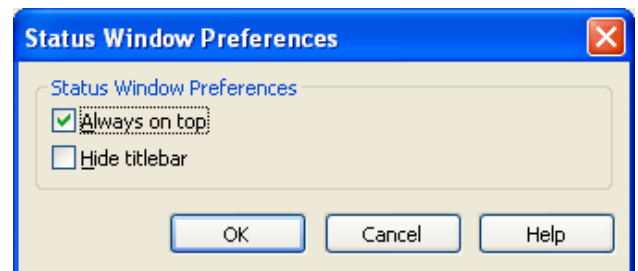 Status Window Preferences
Status Window Preferences
Always on top
Hide titlebar
OK Cancel Help